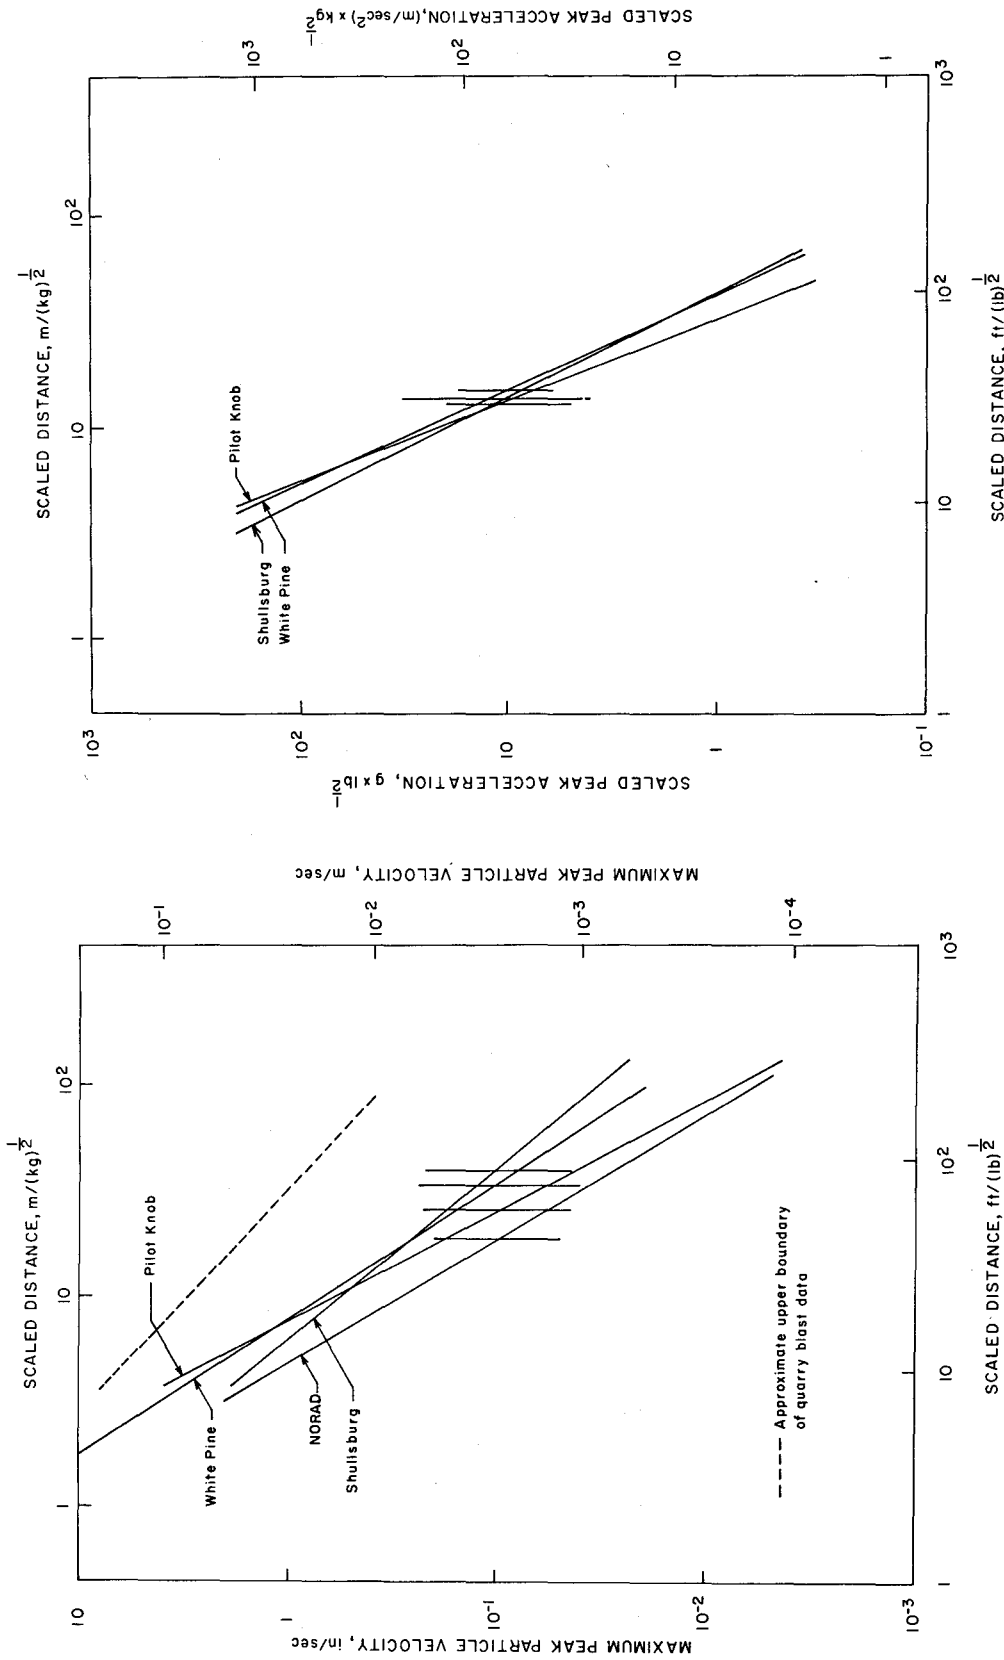 SCALED DISTANCE, m/(kg)^1/2
1
10
10^2
MAXIMUM PEAK PARTICLE VELOCITY, in/sec
10
1
10^-1
10^-2
10^-3
MAXIMUM PEAK PARTICLE VELOCITY, m/sec
10^-1
10^-2
10^-3
10^-4
White Pine
Pilot Knob
NORAD
Shullsburg
Approximate upper boundary
of quarry blast data
1
10
10^2
10^3
SCALED DISTANCE, ft/(lb)^1/2
SCALED DISTANCE, m/(kg)^1/2
1
10
10^2
SCALED PEAK ACCELERATION, g x lb^1/2
10^3
10^2
10
1
10^-1
SCALED PEAK ACCELERATION, (m/sec^2) x kg^1/2
10^3
10^2
10
1
Pilot Knob
Shullsburg
White Pine
1
10
10^2
10^3
SCALED DISTANCE, ft/(lb)^1/2